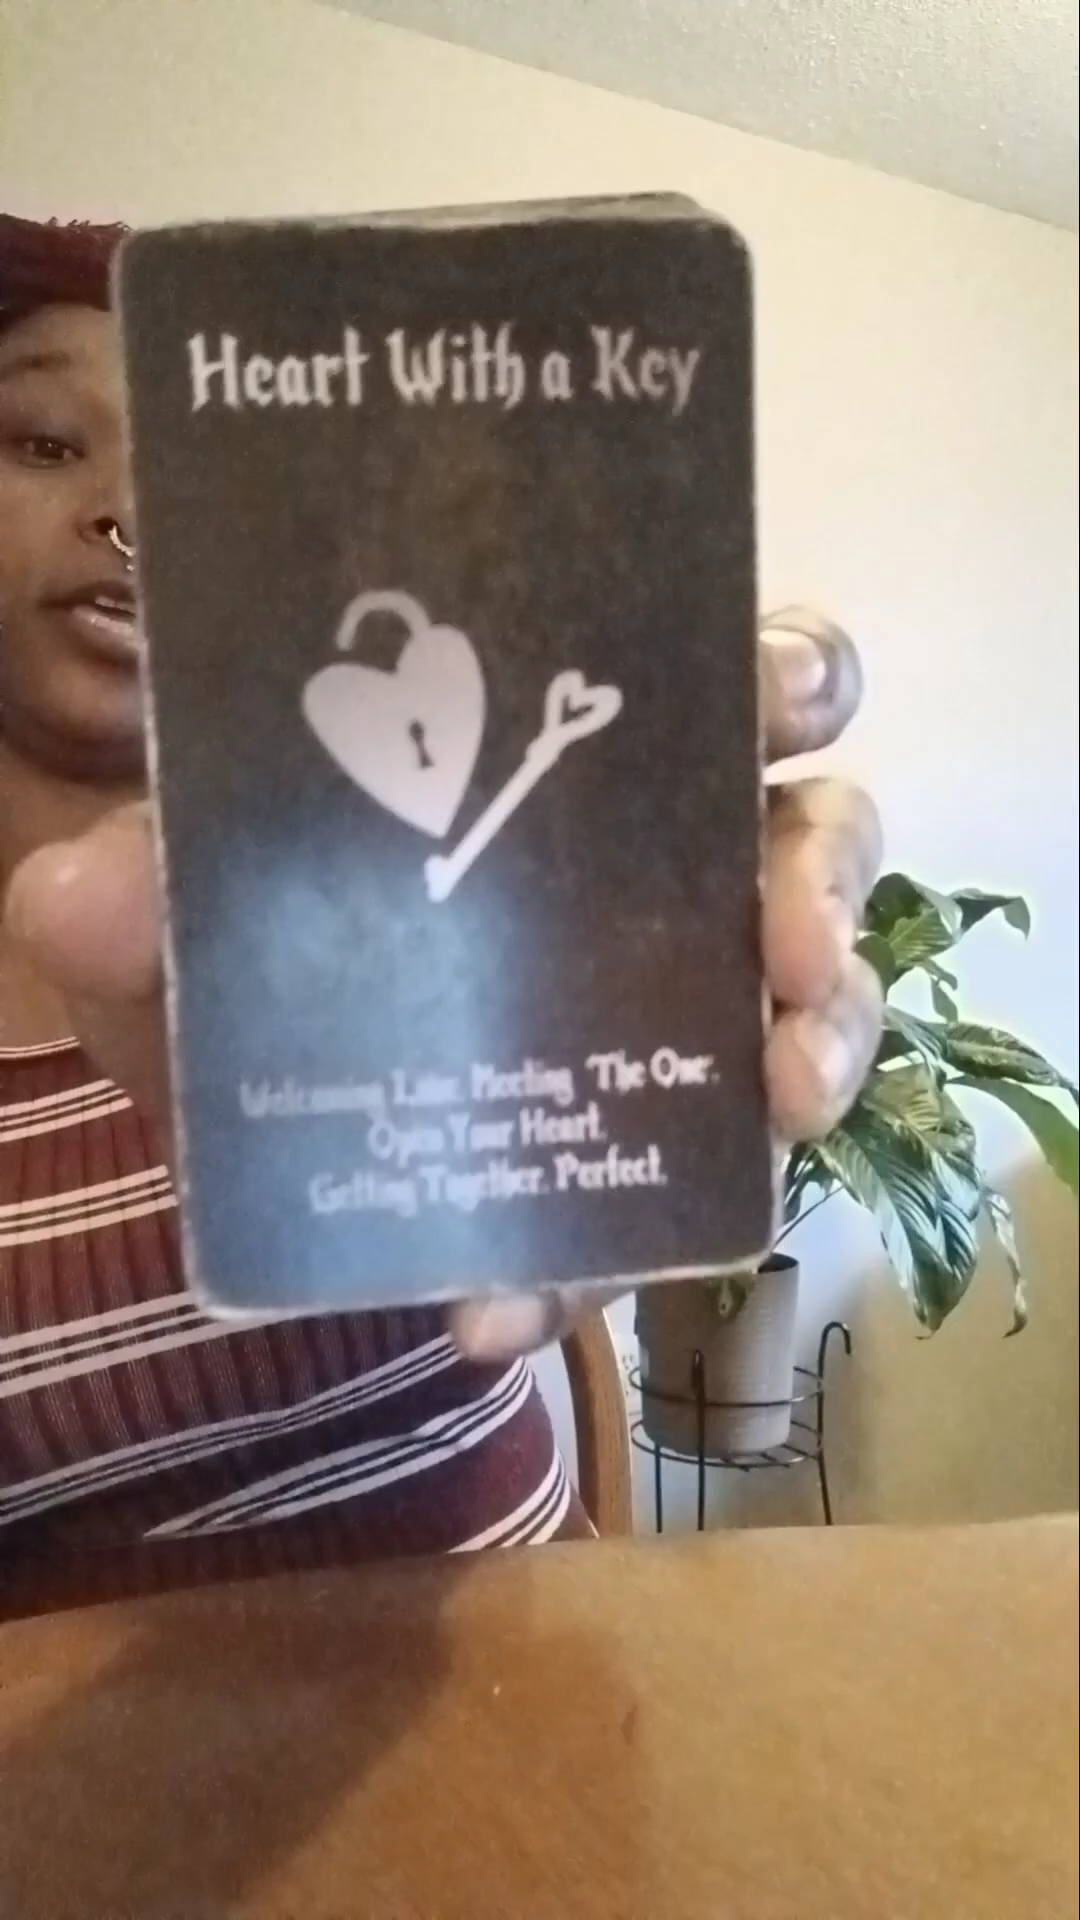 Heart With a Key
Welcoming Love. Meeting 'The One'.
Open Your Heart.
Getting Together. Perfect.